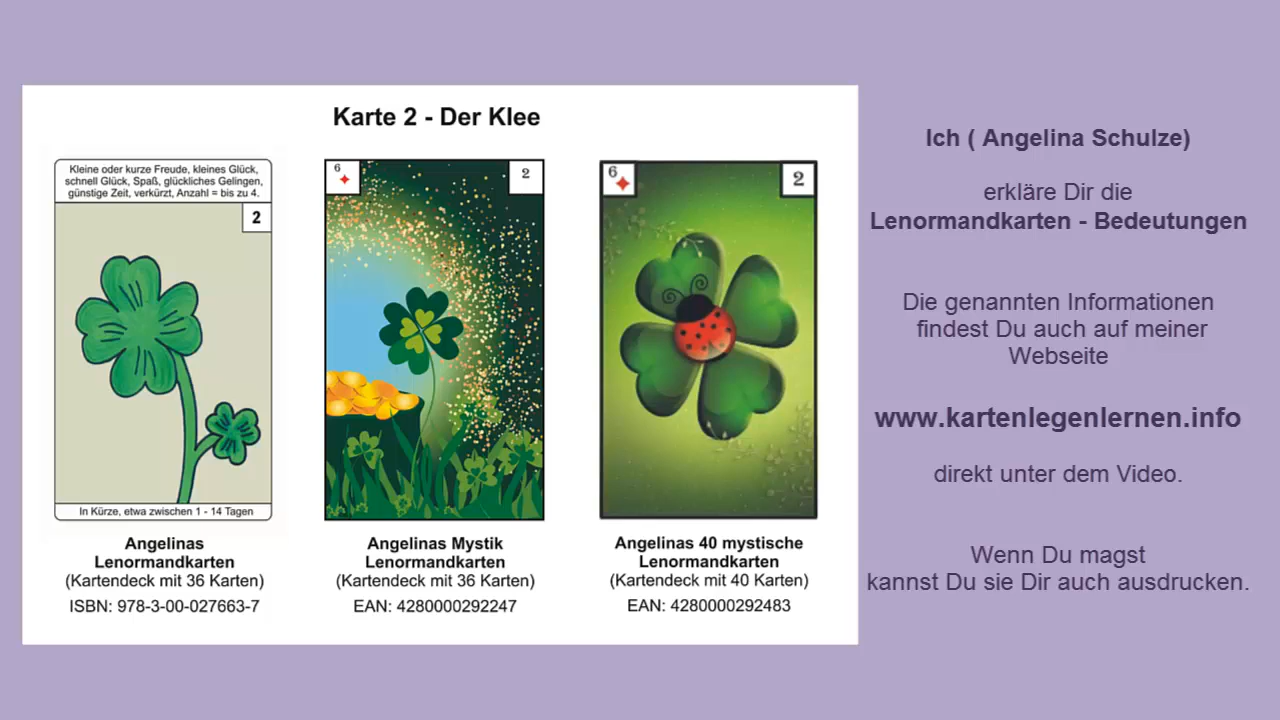 Karte 2 - Der Klee
Kleine oder kurze Freude, kleines Glück,
schnell Glück, Spaß, glückliches Gelingen,
günstige Zeit, verkürzt, Anzahl = bis zu 4.
2
In Kürze, etwa zwischen 1 - 14 Tagen
Angelinas
Lenormandkarten
(Kartendeck mit 36 Karten)
ISBN: 978-3-00-027663-7
6
2
Angelinas Mystik
Lenormandkarten
(Kartendeck mit 36 Karten)
EAN: 4280000292247
6
2
Angelinas 40 mystische
Lenormandkarten
(Kartendeck mit 40 Karten)
EAN: 4280000292483
Ich ( Angelina Schulze)
erkläre Dir die
Lenormandkarten - Bedeutungen
Die genannten Informationen
findest Du auch auf meiner
Webseite
www.kartenlegenlernen.info
direkt unter dem Video.
Wenn Du magst
kannst Du sie Dir auch ausdrucken.